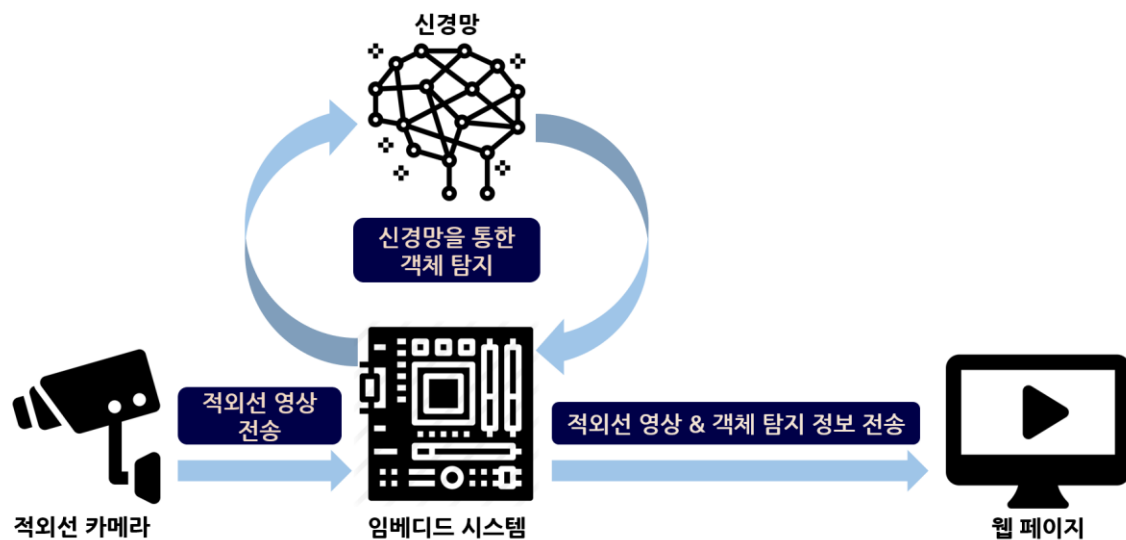 신경망
신경망을 통한
객체 탐지
적외선 영상
전송
적외선 영상 & 객체 탐지 정보 전송
적외선 카메라
임베디드 시스템
웹 페이지